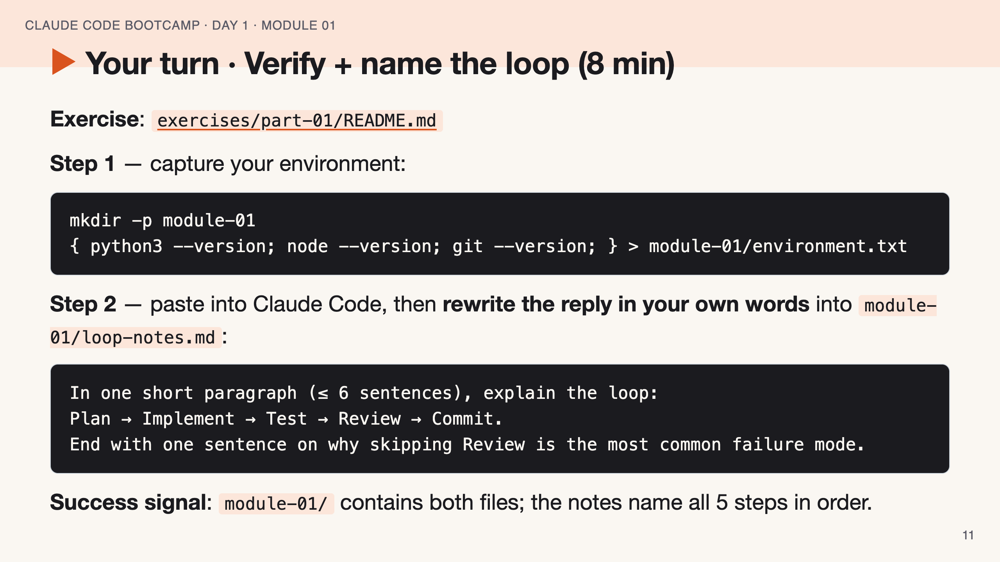 CLAUDE CODE BOOTCAMP · DAY 1 · MODULE 01
▶ Your turn · Verify + name the loop (8 min)
Exercise: exercises/part-01/README.md
Step 1 — capture your environment:
mkdir -p module-01
{ python3 --version; node --version; git --version; } > module-01/environment.txt
Step 2 — paste into Claude Code, then rewrite the reply in your own words into module-
01/loop-notes.md :
In one short paragraph (≤ 6 sentences), explain the loop:
Plan → Implement → Test → Review → Commit.
End with one sentence on why skipping Review is the most common failure mode.
Success signal: module-01/ contains both files; the notes name all 5 steps in order.
11